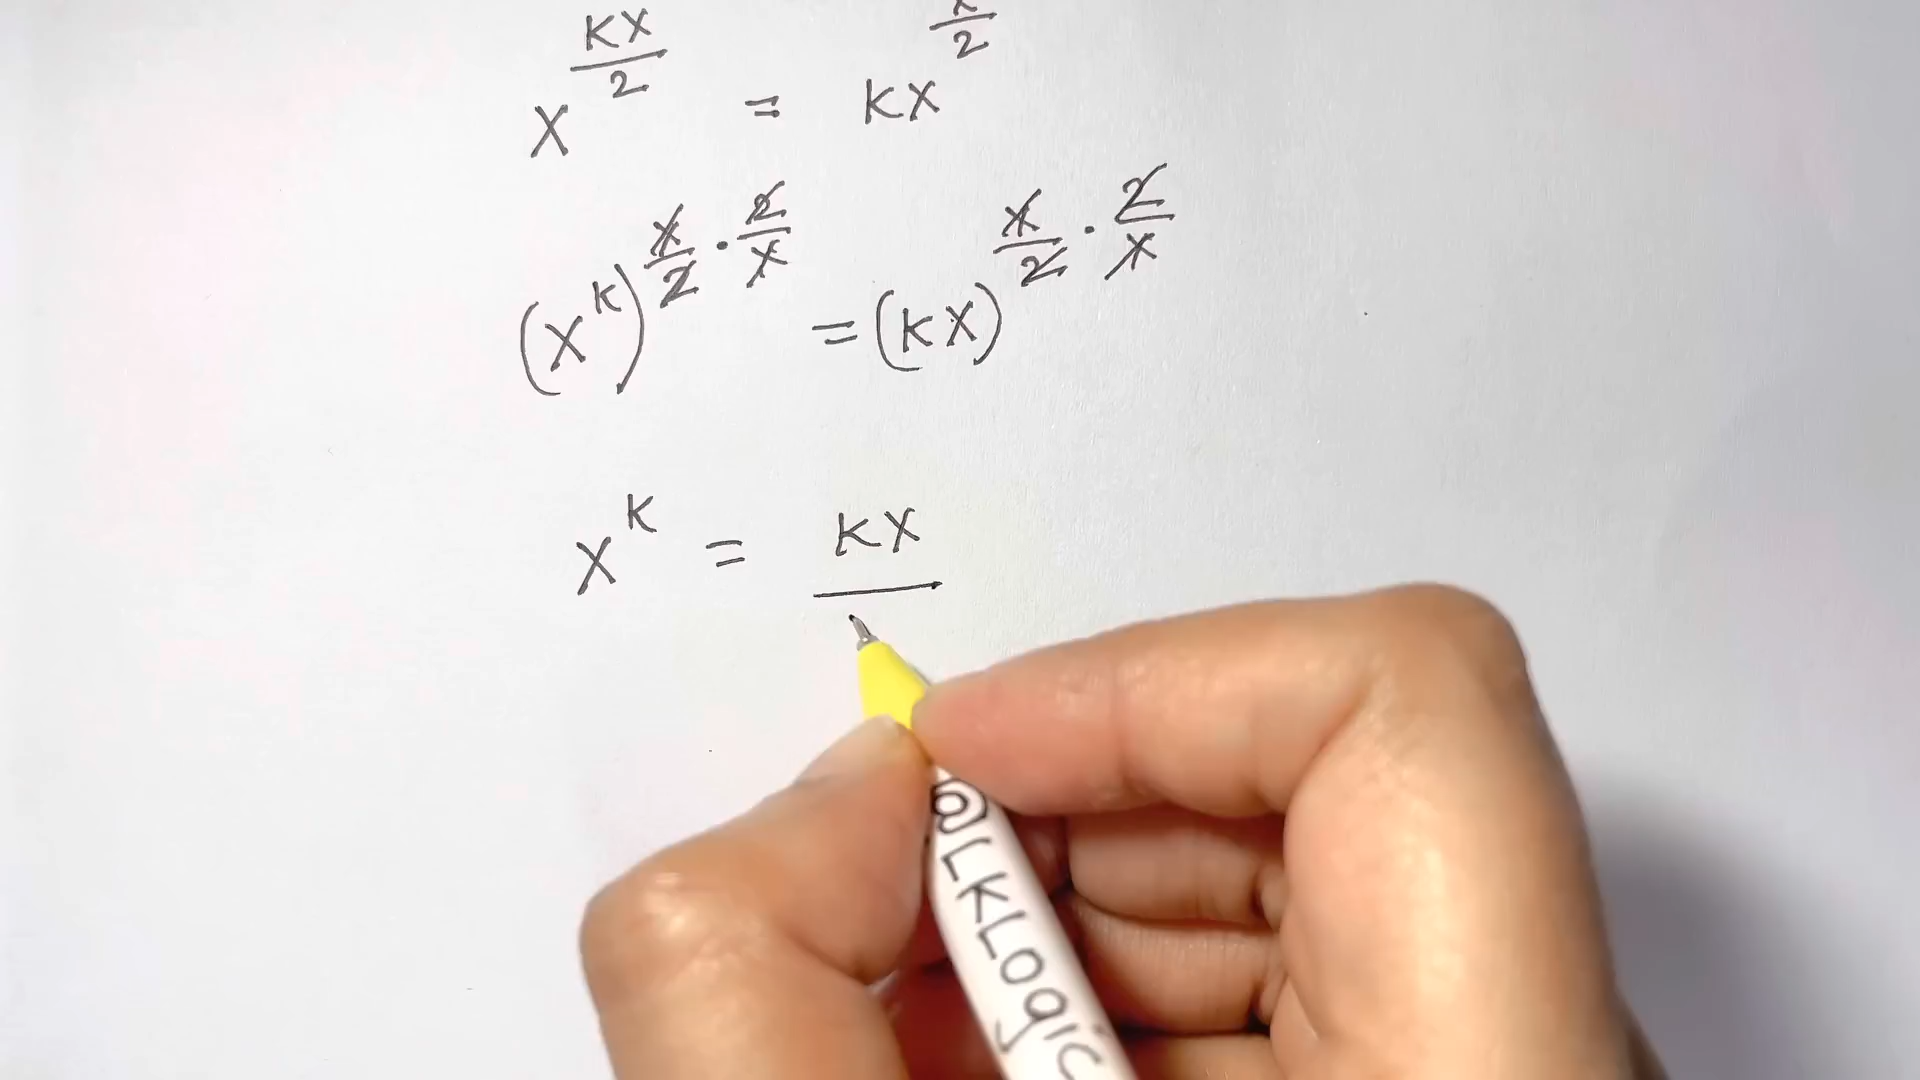 x^(kx/2) = kx^(x/2)
(x^k)^(x/2 · 2/x) = (kx)^(x/2 · 2/x)
x^k = kx/
@LKLogic